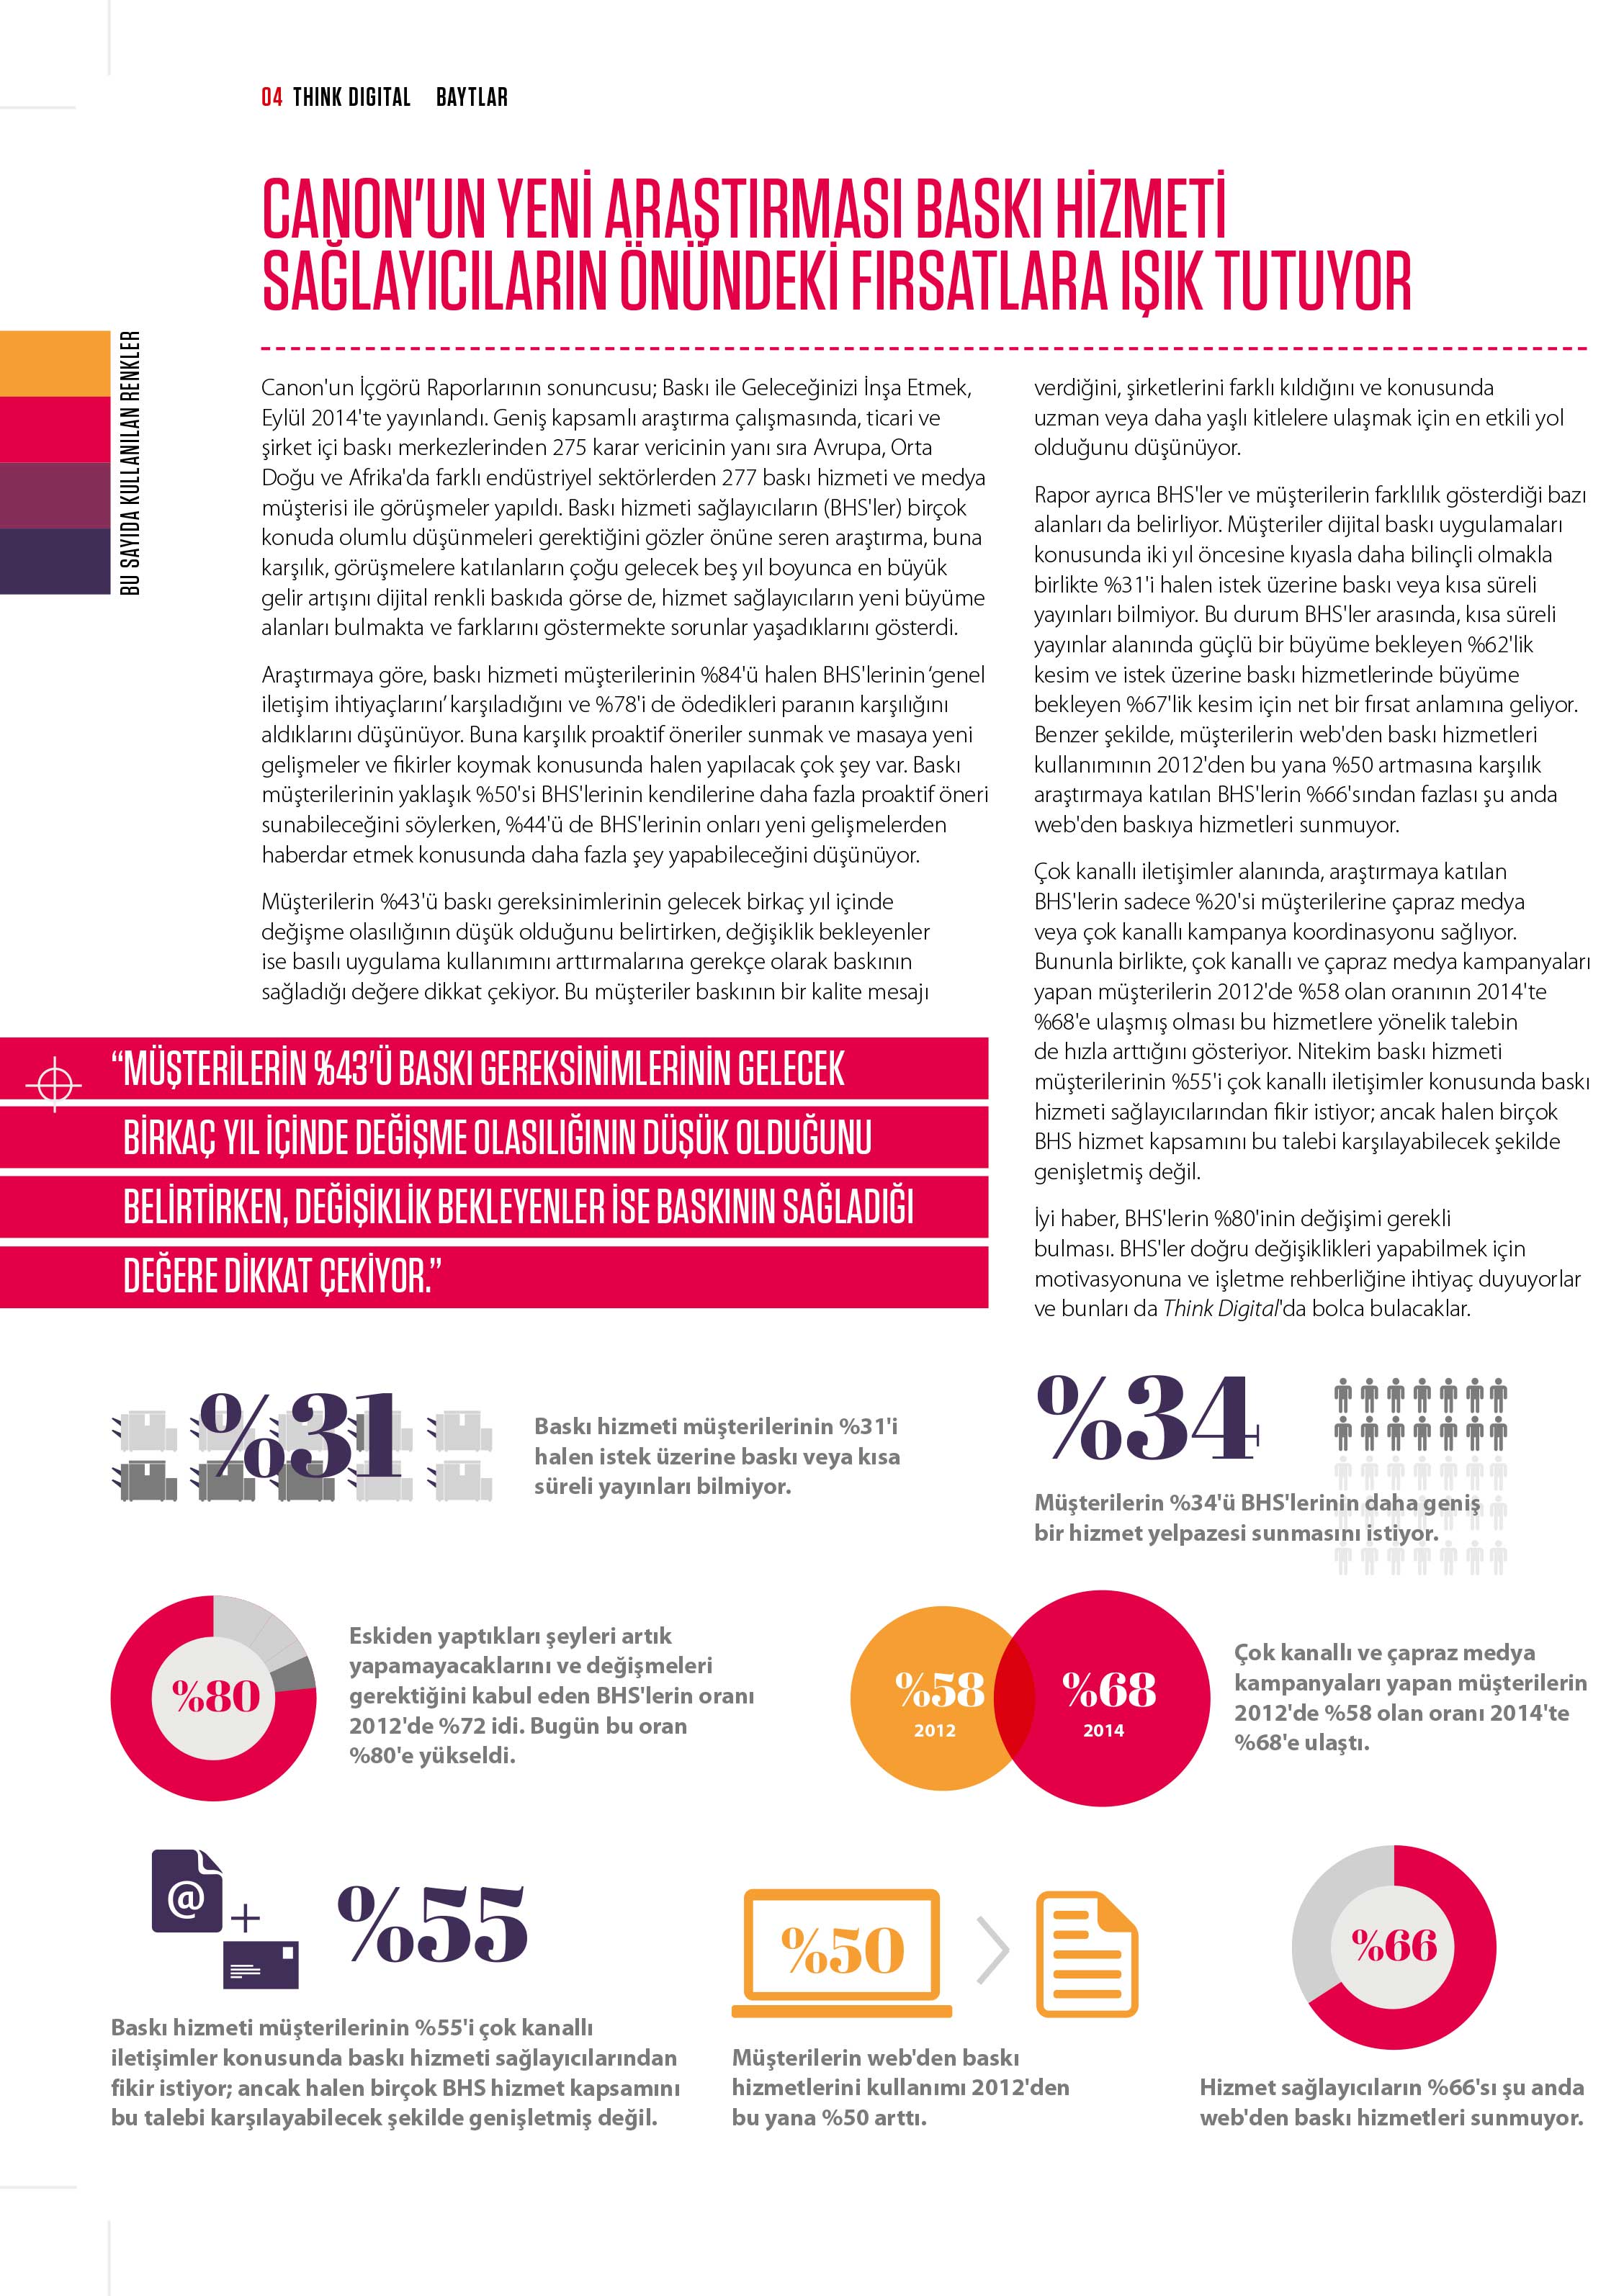 04 THINK DIGITAL BAYTLAR
CANON'UN YENİ ARAŞTIRMASI BASKI HİZMETİ
SAĞLAYICILARIN ÖNÜNDEKİ FIRSATLARA IŞIK TUTUYOR
BU SAYIDA KULLANILAN RENKLER
Canon'un İçgörü Raporlarının sonuncusu; Baskı ile Geleceğinizi İnşa Etmek,
Eylül 2014'te yayınlandı. Geniş kapsamlı araştırma çalışmasında, ticari ve
şirket içi baskı merkezlerinden 275 karar vericinin yanı sıra Avrupa, Orta
Doğu ve Afrika'da farklı endüstriyel sektörlerden 277 baskı hizmeti ve medya
müşterisi ile görüşmeler yapıldı. Baskı hizmeti sağlayıcıların (BHS'ler) birçok
konuda olumlu düşünmeleri gerektiğini gözler önüne seren araştırma, buna
karşılık, görüşmelere katılanların çoğu gelecek beş yıl boyunca en büyük
gelir artışını dijital renkli baskıda görse de, hizmet sağlayıcıların yeni büyüme
alanları bulmakta ve farklarını göstermekte sorunlar yaşadıklarını gösterdi.
Araştırmaya göre, baskı hizmeti müşterilerinin %84'ü halen BHS'lerinin ‘genel
iletişim ihtiyaçlarını’ karşıladığını ve %78'i de ödedikleri paranın karşılığını
aldıklarını düşünüyor. Buna karşılık proaktif öneriler sunmak ve masaya yeni
gelişmeler ve fikirler koymak konusunda halen yapılacak çok şey var. Baskı
müşterilerinin yaklaşık %50'si BHS'lerinin kendilerine daha fazla proaktif öneri
sunabileceğini söylerken, %44'ü de BHS'lerinin onları yeni gelişmelerden
haberdar etmek konusunda daha fazla şey yapabileceğini düşünüyor.
Müşterilerin %43'ü baskı gereksinimlerinin gelecek birkaç yıl içinde
değişme olasılığının düşük olduğunu belirtirken, değişiklik bekleyenler
ise basılı uygulama kullanımını arttırmalarına gerekçe olarak baskının
sağladığı değere dikkat çekiyor. Bu müşteriler baskının bir kalite mesajı
verdiğini, şirketlerini farklı kıldığını ve konusunda
uzman veya daha yaşlı kitlelere ulaşmak için en etkili yol
olduğunu düşünüyor.
Rapor ayrıca BHS'ler ve müşterilerin farklılık gösterdiği bazı
alanları da belirliyor. Müşteriler dijital baskı uygulamaları
konusunda iki yıl öncesine kıyasla daha bilinçli olmakla
birlikte %31'i halen istek üzerine baskı veya kısa süreli
yayınları bilmiyor. Bu durum BHS'ler arasında, kısa süreli
yayınlar alanında güçlü bir büyüme bekleyen %62'lik
kesim ve istek üzerine baskı hizmetlerinde büyüme
bekleyen %67'lik kesim için net bir fırsat anlamına geliyor.
Benzer şekilde, müşterilerin web'den baskı hizmetleri
kullanımının 2012'den bu yana %50 artmasına karşılık
araştırmaya katılan BHS'lerin %66'sından fazlası şu anda
web'den baskıya hizmetleri sunmuyor.
Çok kanallı iletişimler alanında, araştırmaya katılan
BHS'lerin sadece %20'si müşterilerine çapraz medya
veya çok kanallı kampanya koordinasyonu sağlıyor.
Bununla birlikte, çok kanallı ve çapraz medya kampanyaları
yapan müşterilerin 2012'de %58 olan oranının 2014'te
%68'e ulaşmış olması bu hizmetlere yönelik talebin
de hızla arttığını gösteriyor. Nitekim baskı hizmeti
müşterilerinin %55'i çok kanallı iletişimler konusunda baskı
hizmeti sağlayıcılarından fikir istiyor; ancak halen birçok
BHS hizmet kapsamını bu talebi karşılayabilecek şekilde
genişletmiş değil.
İyi haber, BHS'lerin %80'inin değişimi gerekli
bulması. BHS'ler doğru değişiklikleri yapabilmek için
motivasyonuna ve işletme rehberliğine ihtiyaç duyuyorlar
ve bunları da Think Digital'da bolca bulacaklar.
“MÜŞTERİLERİN %43'Ü BASKI GEREKSİNİMLERİNİN GELECEK
BİRKAÇ YIL İÇİNDE DEĞİŞME OLASILIĞININ DÜŞÜK OLDUĞUNU
BELİRTİRKEN, DEĞİŞİKLİK BEKLEYENLER İSE BASKININ SAĞLADIĞI
DEĞERE DİKKAT ÇEKİYOR.”
%31
Baskı hizmeti müşterilerinin %31'i
halen istek üzerine baskı veya kısa
süreli yayınları bilmiyor.
%34
Müşterilerin %34'ü BHS'lerinin daha geniş
bir hizmet yelpazesi sunmasını istiyor.
%80
Eskiden yaptıkları şeyleri artık
yapamayacaklarını ve değişmeleri
gerektiğini kabul eden BHS'lerin oranı
2012'de %72 idi. Bugün bu oran
%80'e yükseldi.
%58
2012
%68
2014
Çok kanallı ve çapraz medya
kampanyaları yapan müşterilerin
2012'de %58 olan oranı 2014'te
%68'e ulaştı.
@
%55
Baskı hizmeti müşterilerinin %55'i çok kanallı
iletişimler konusunda baskı hizmeti sağlayıcılarından
fikir istiyor; ancak halen birçok BHS hizmet kapsamını
bu talebi karşılayabilecek şekilde genişletmiş değil.
%50
Müşterilerin web'den baskı
hizmetlerini kullanımı 2012'den
bu yana %50 arttı.
%66
Hizmet sağlayıcıların %66'sı şu anda
web'den baskı hizmetleri sunmuyor.